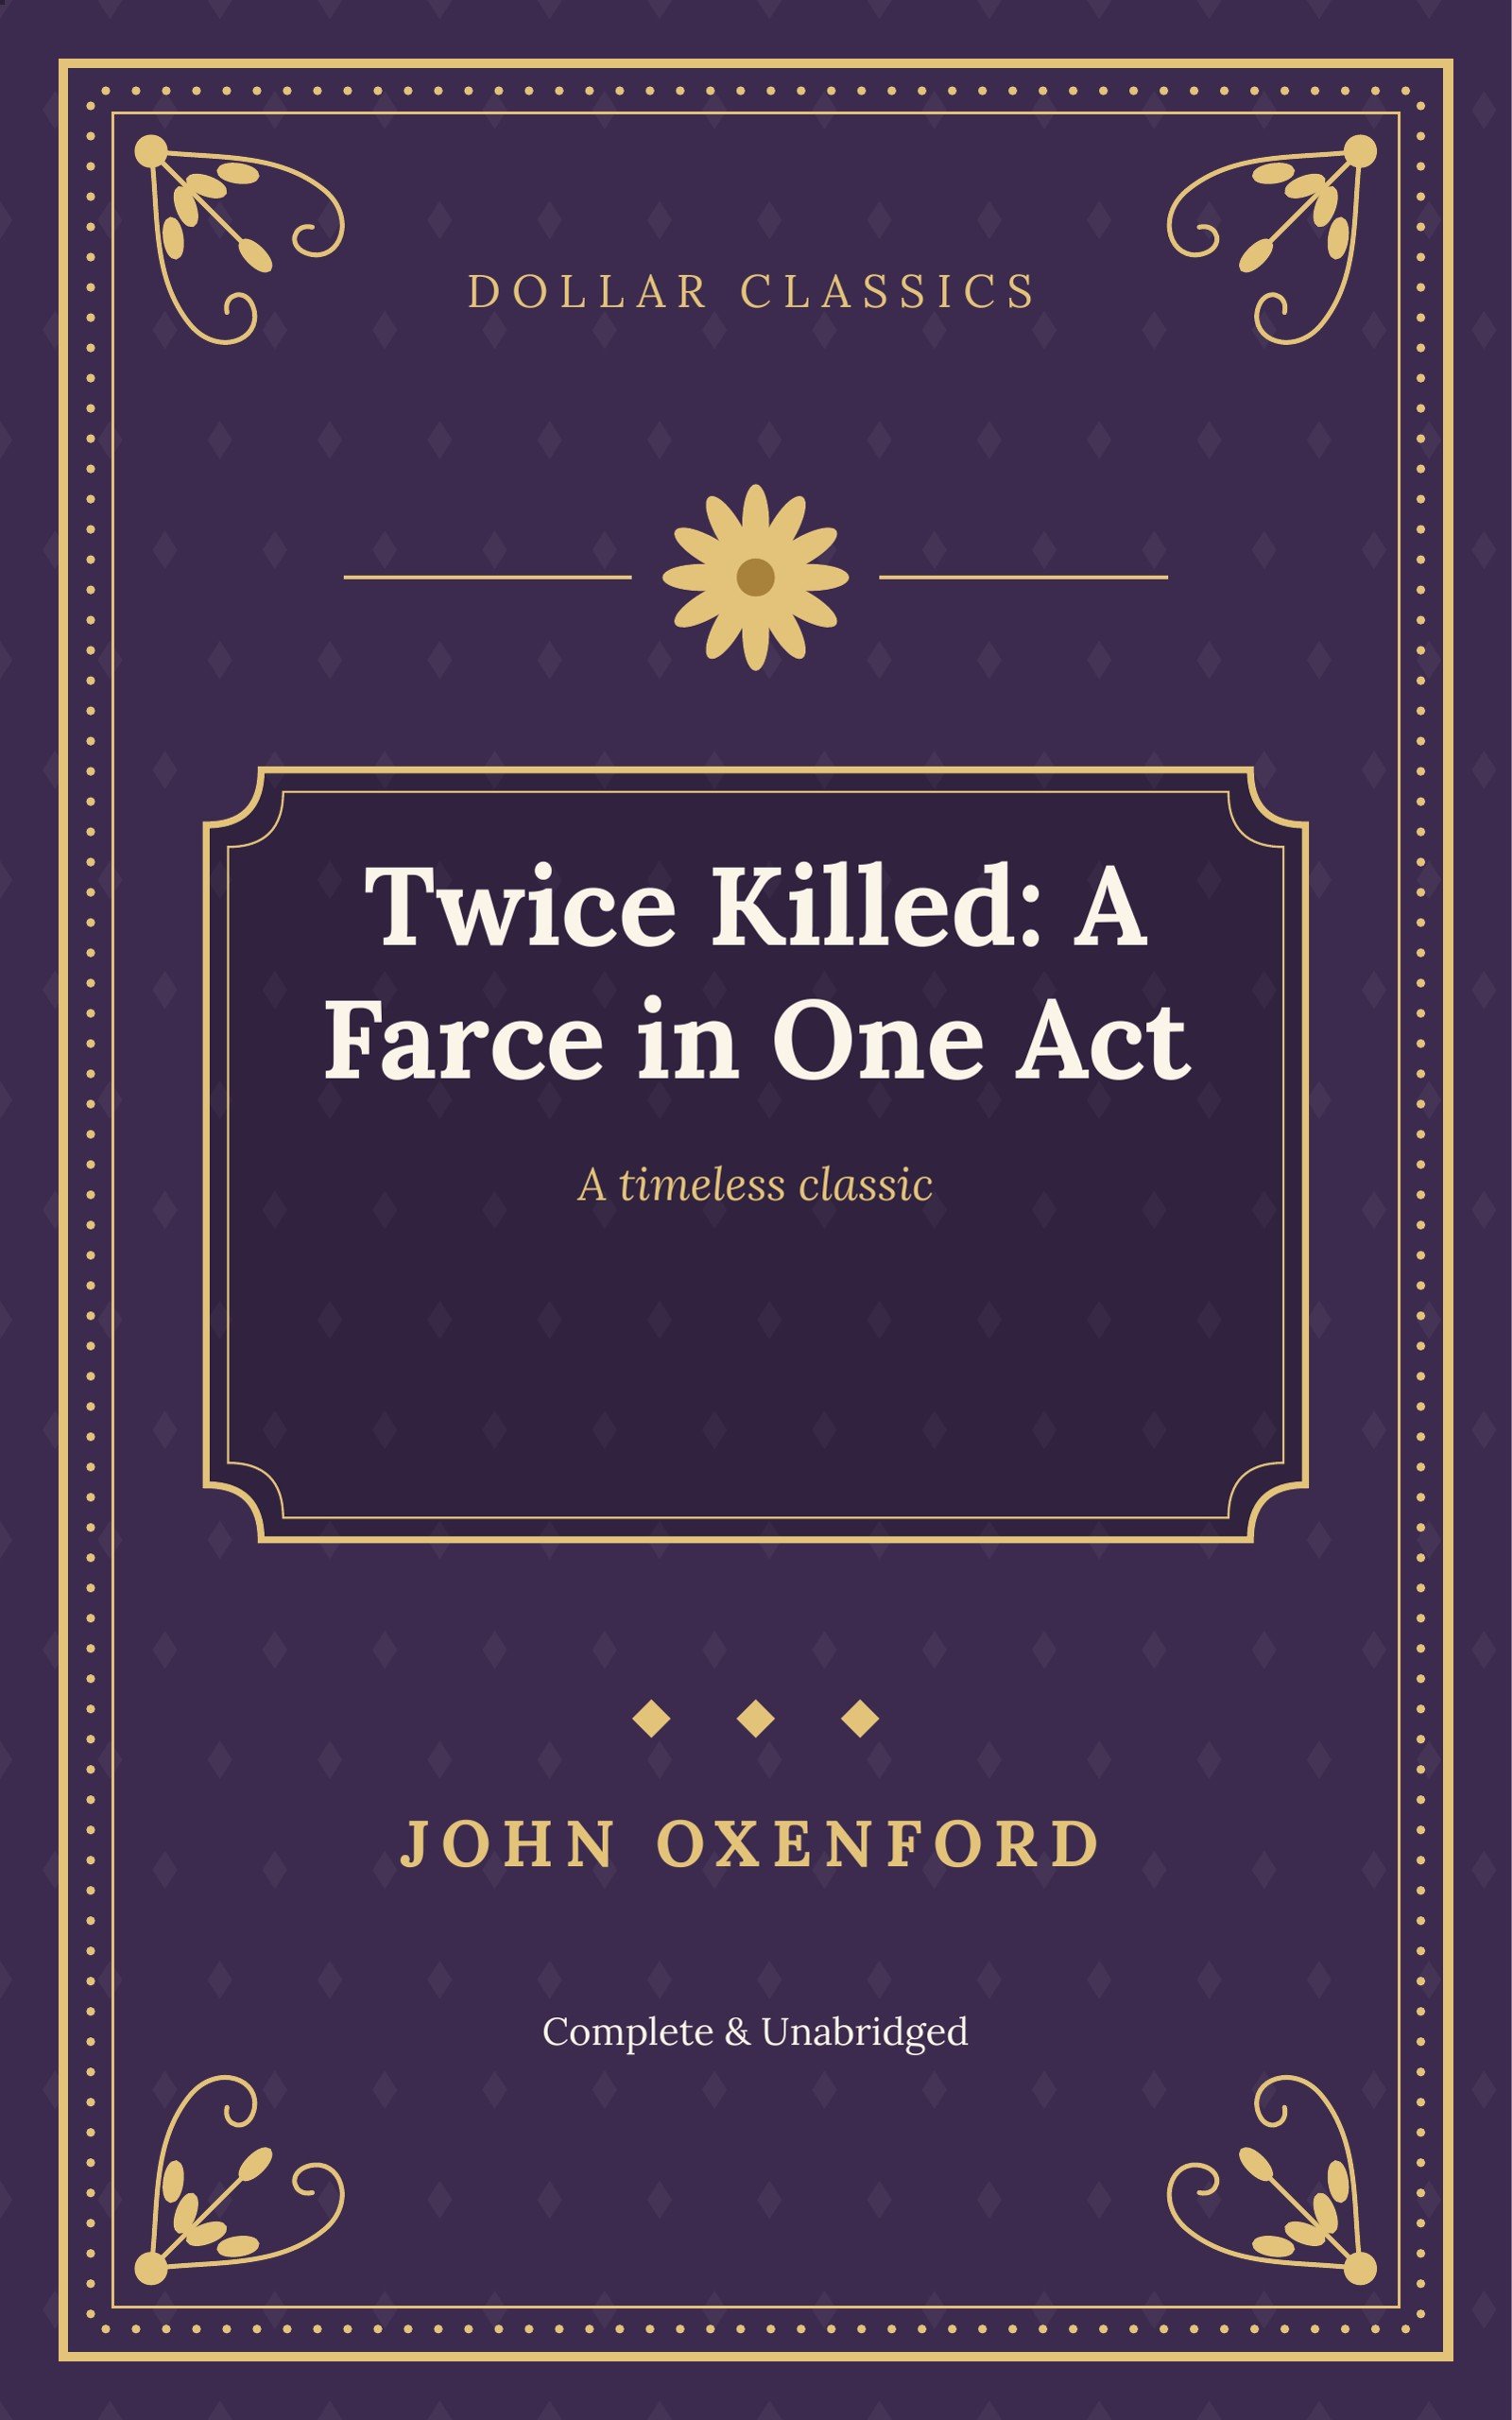 DOLLAR CLASSICS
Twice Killed: A
Farce in One Act
A timeless classic
JOHN OXENFORD
Complete & Unabridged